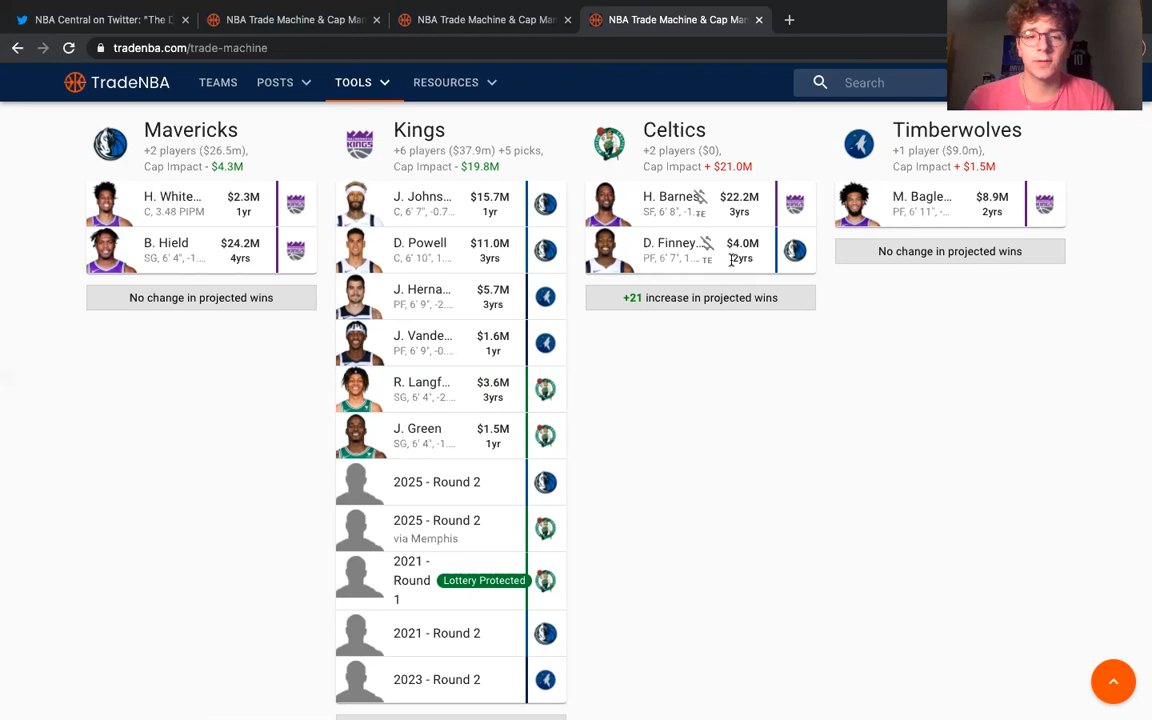 NBA Central on Twitter: "The D
NBA Trade Machine & Cap Man
NBA Trade Machine & Cap Man
NBA Trade Machine & Cap Man
tradenba.com/trade-machine
TradeNBA
TEAMS
POSTS
TOOLS
RESOURCES
Search
Mavericks
+2 players ($26.5m),
Cap Impact - $4.3M
H. White...
$2.3M
C, 3.48 PIPM
1yr
B. Hield
$24.2M
SG, 6' 4", -1....
4yrs
No change in projected wins
Kings
+6 players ($37.9m) +5 picks,
Cap Impact - $19.8M
J. Johns...
$15.7M
C, 6' 7", -0.7...
1yr
D. Powell
$11.0M
C, 6' 10", 1....
3yrs
J. Herna...
$5.7M
PF, 6' 9", -2....
3yrs
J. Vande...
$1.6M
PF, 6' 9", -0....
1yr
R. Langf...
$3.6M
SG, 6' 4", -2....
3yrs
J. Green
$1.5M
SG, 6' 4", -1....
1yr
2025 - Round 2
2025 - Round 2
via Memphis
2021 -
Round
1
Lottery Protected
2021 - Round 2
2023 - Round 2
Celtics
+2 players ($0),
Cap Impact + $21.0M
H. Barnes
$22.2M
SF, 6' 8", -1....
TE
3yrs
D. Finney...
$4.0M
PF, 6' 7", 1....
TE
2yrs
+21 increase in projected wins
Timberwolves
+1 player ($9.0m),
Cap Impact + $1.5M
M. Bagle...
$8.9M
PF, 6' 11", -...
2yrs
No change in projected wins